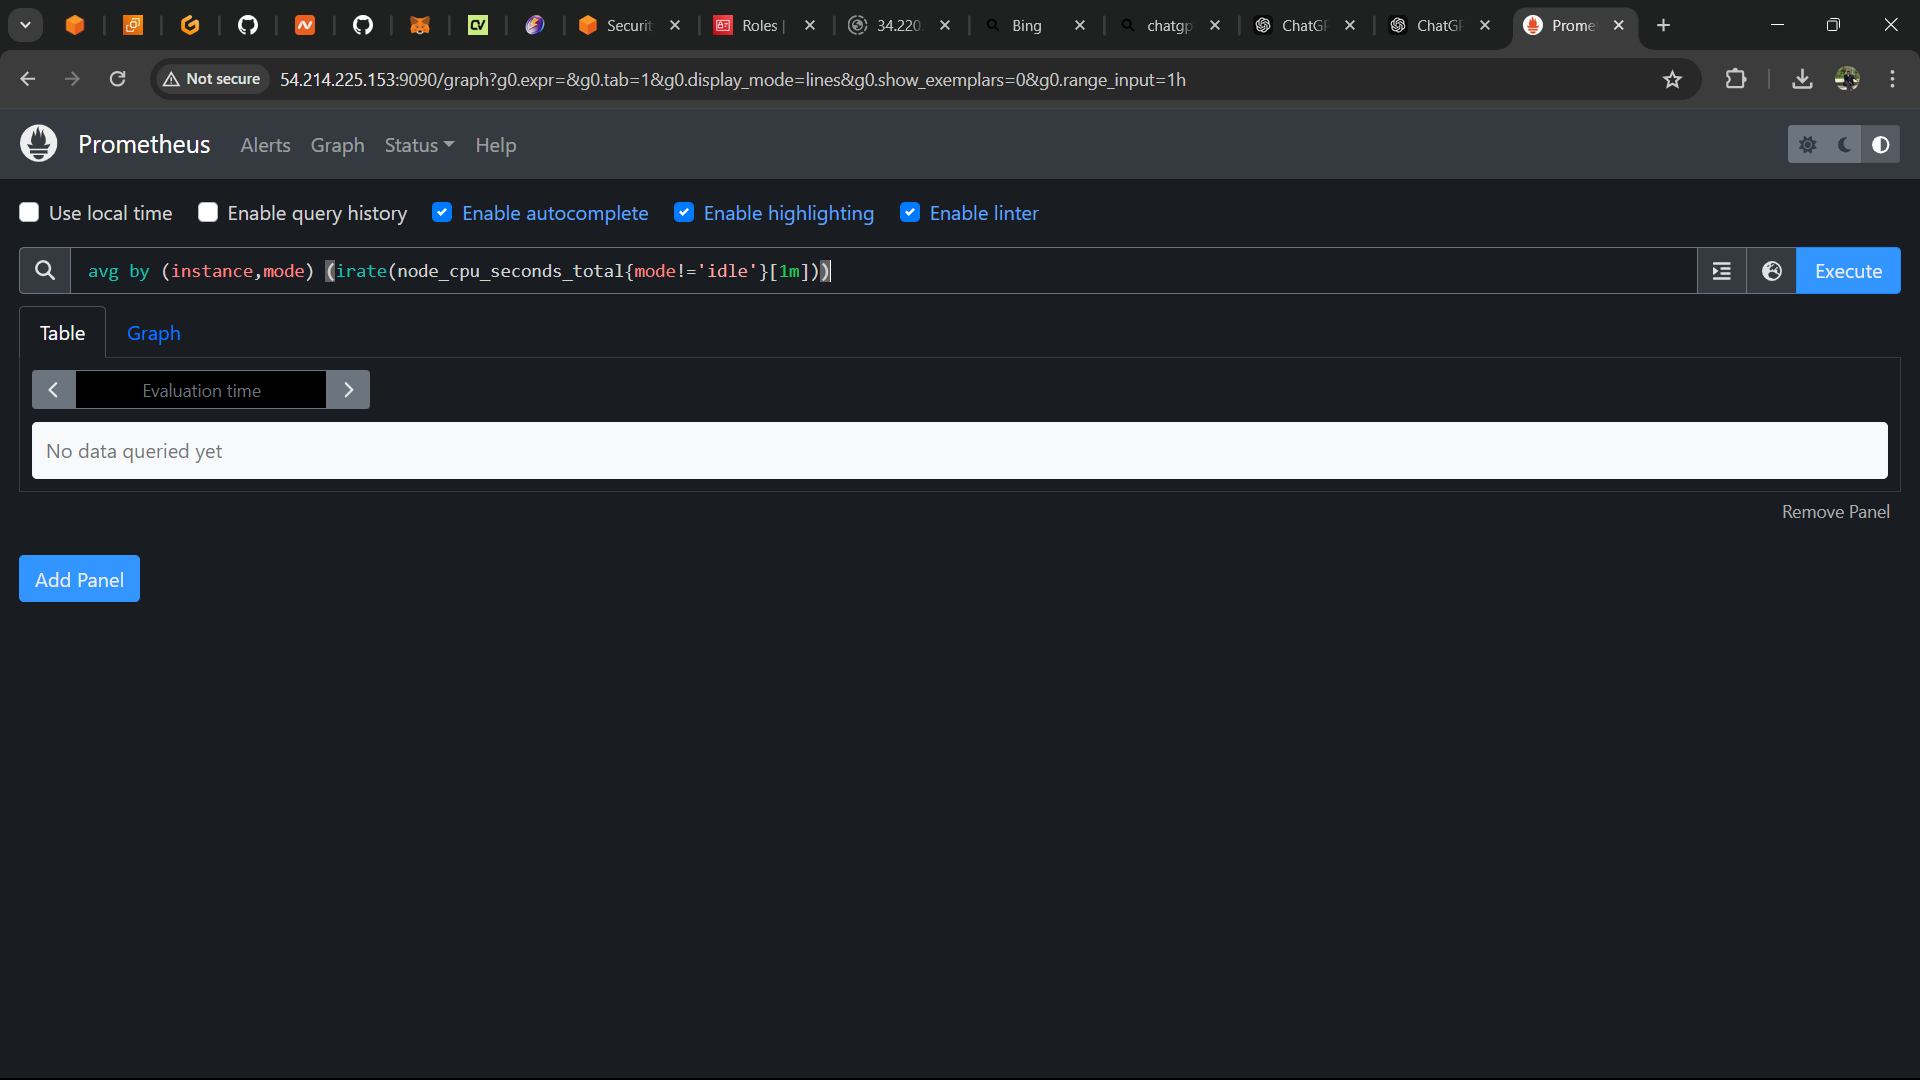 Securit
Roles |
34.220.
Bing
chatgp
ChatGP
ChatGP
Prome
Not secure
54.214.225.153:9090/graph?g0.expr=&g0.tab=1&g0.display_mode=lines&g0.show_exemplars=0&g0.range_input=1h
Prometheus
Alerts
Graph
Status
Help
Use local time
Enable query history
Enable autocomplete
Enable highlighting
Enable linter
avg by (instance,mode) (irate(node_cpu_seconds_total{mode!='idle'}[1m]))
Execute
Table
Graph
Evaluation time
No data queried yet
Remove Panel
Add Panel